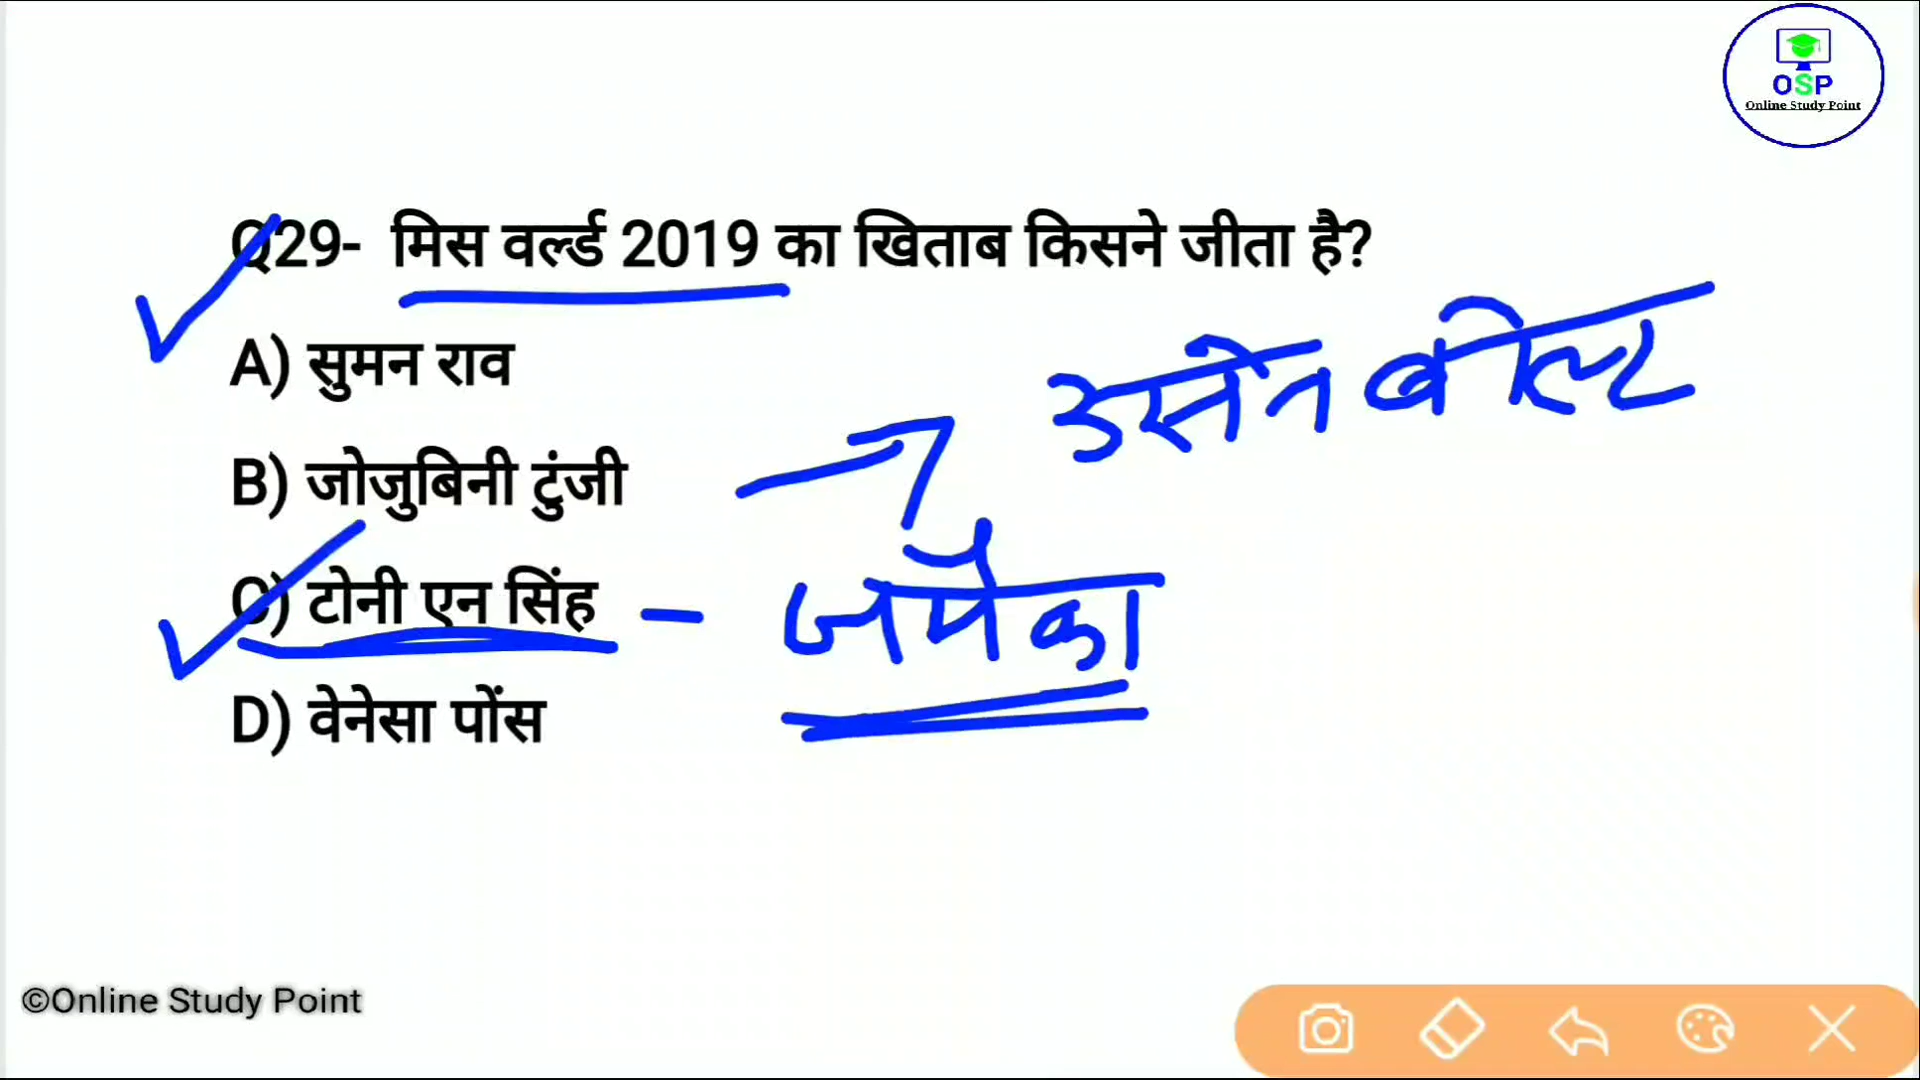 OSP
Online Study Point
Q29- मिस वर्ल्ड 2019 का खिताब किसने जीता है?
A) सुमन राव
उसेन बोल्ट
B) जोजुबिनी टुंजी
C) टोनी एन सिंह - जमैका
D) वेनेसा पोंस
©Online Study Point